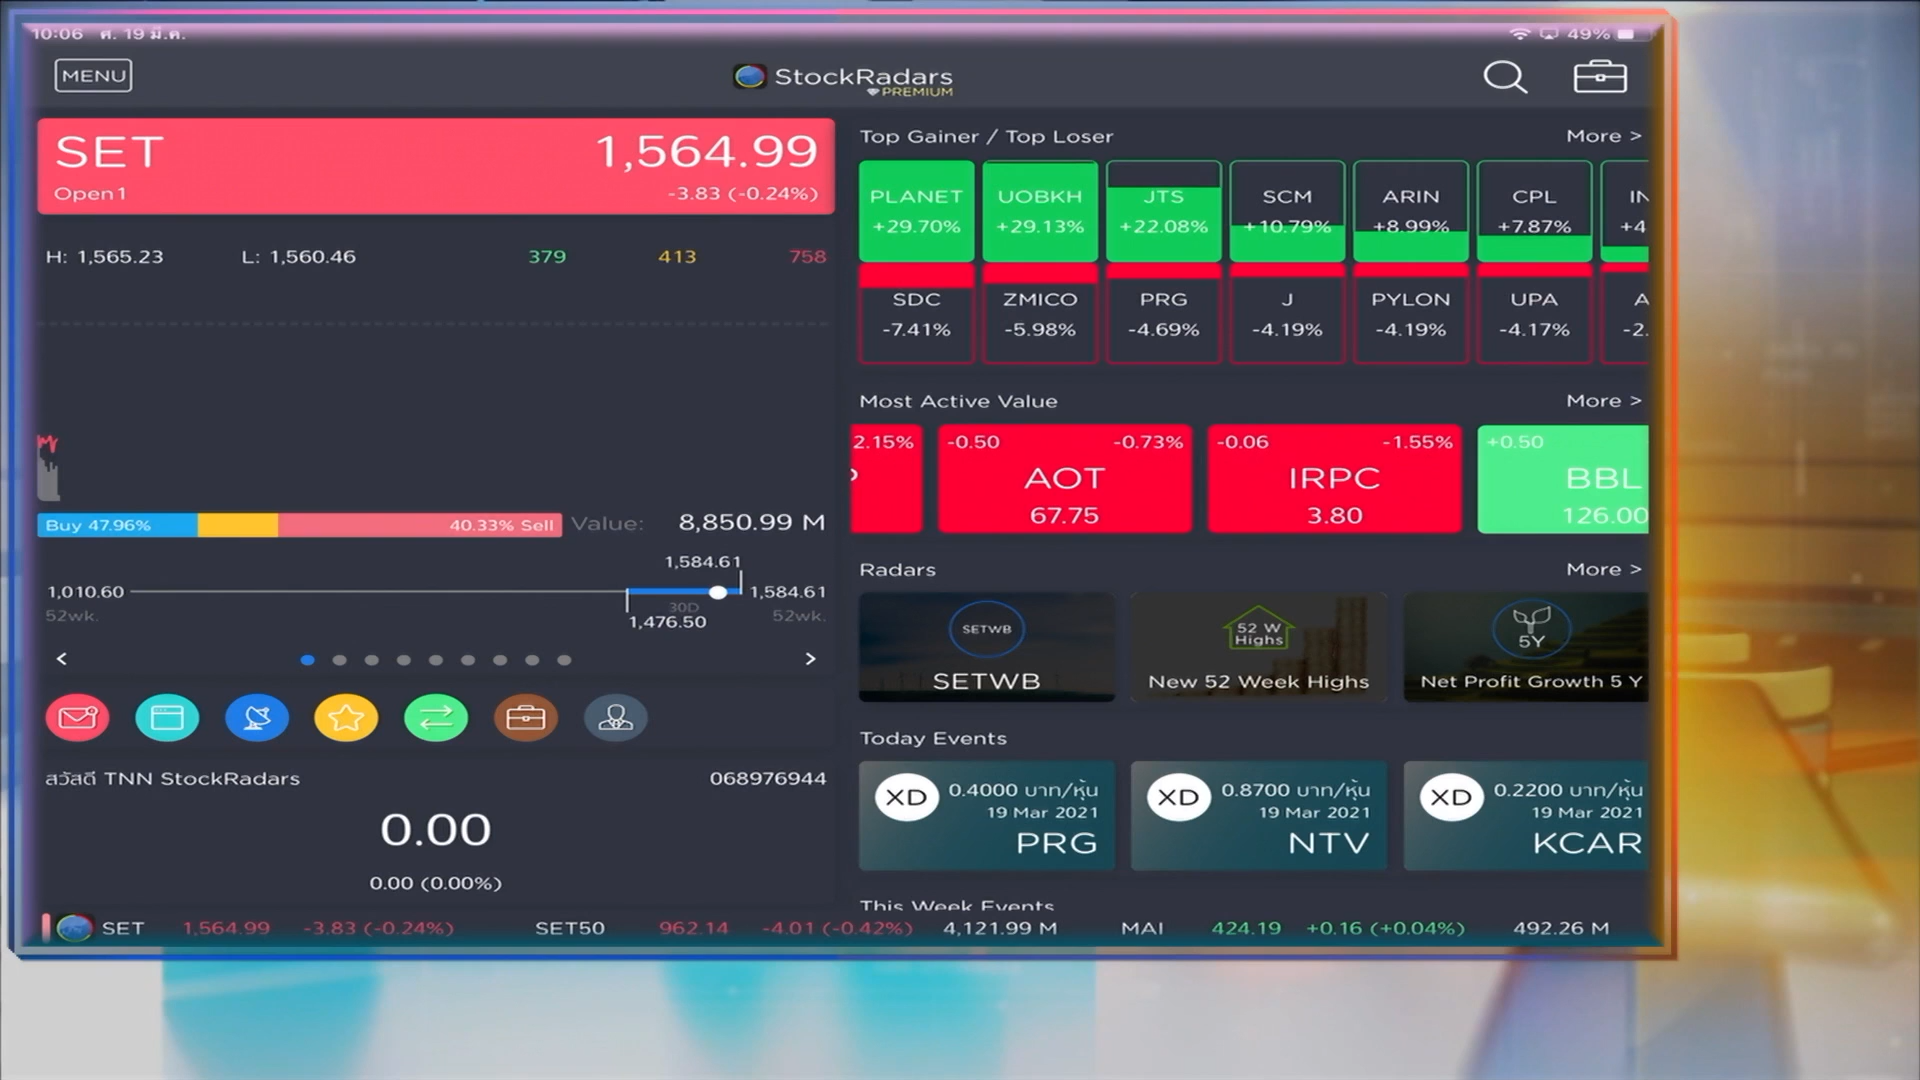 10:06 ศ. 19 มี.ค.
49%
MENU
StockRadars
PREMIUM
SET 1,564.99
Open1 -3.83 (-0.24%)
H: 1,565.23 L: 1,560.46 379 413 758
Buy 47.96% 40.33% Sell Value: 8,850.99 M
1,584.61
1,010.60 1,584.61
52wk. 30D 52wk.
1,476.50
< >
สวัสดี TNN StockRadars 068976944
0.00
0.00 (0.00%)
Top Gainer / Top Loser More >
PLANET UOBKH JTS SCM ARIN CPL IN
+29.70% +29.13% +22.08% +10.79% +8.99% +7.87% +4
SDC ZMICO PRG J PYLON UPA A
-7.41% -5.98% -4.69% -4.19% -4.19% -4.17% -2.
Most Active Value More >
2.15% -0.50 -0.73% -0.06 -1.55% +0.50
AOT IRPC BBL
67.75 3.80 126.00
Radars More >
SETWB 52 W
Highs 5Y
SETWB New 52 Week Highs Net Profit Growth 5 Y
Today Events
XD 0.4000 บาท/หุ้น XD 0.8700 บาท/หุ้น XD 0.2200 บาท/หุ้น
19 Mar 2021 19 Mar 2021 19 Mar 2021
PRG NTV KCAR
This Week Events
SET 1,564.99 -3.83 (-0.24%) SET50 962.14 -4.01 (-0.42%) 4,121.99 M MAI 424.19 +0.16 (+0.04%) 492.26 M